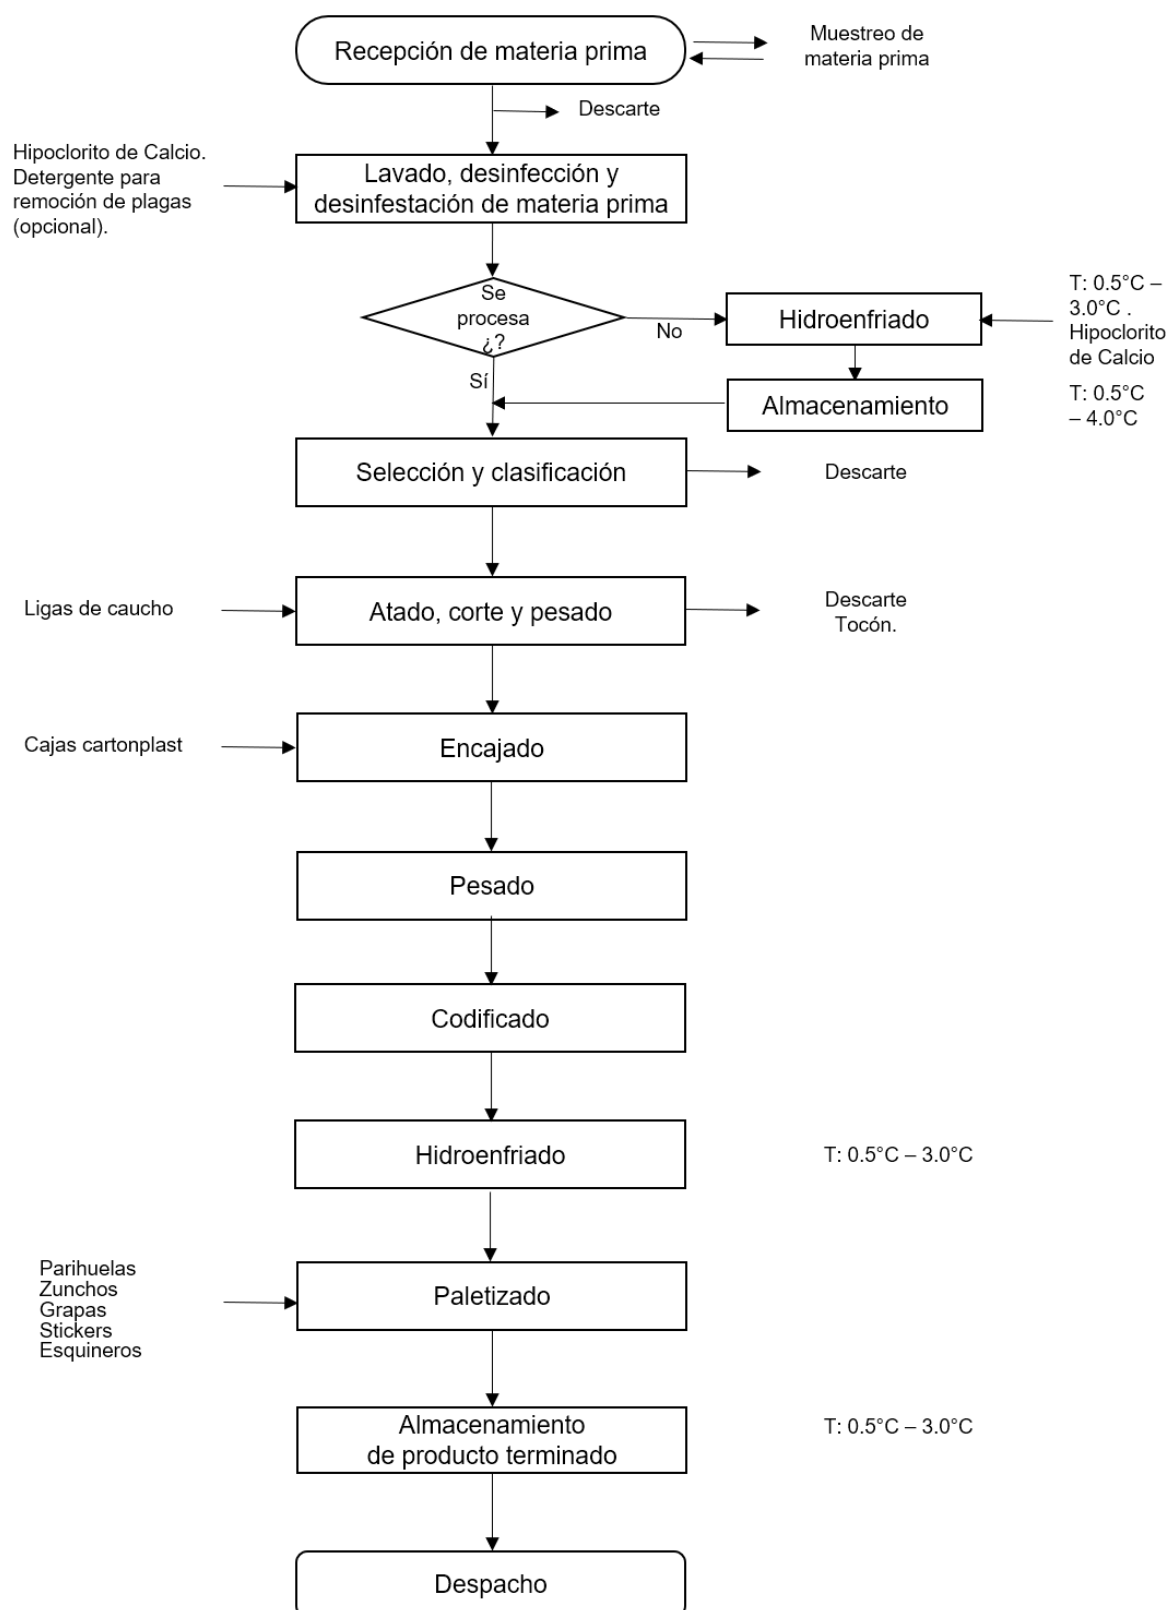 Recepción de materia prima
Muestreo de
materia prima
Descarte
Hipoclorito de Calcio.
Detergente para
remoción de plagas
(opcional).
Lavado, desinfección y
desinfestación de materia prima
Se
procesa
¿?
No
Sí
Hidroenfriado
T: 0.5°C –
3.0°C .
Hipoclorito
de Calcio
Almacenamiento
T: 0.5°C
– 4.0°C
Selección y clasificación
Descarte
Ligas de caucho
Atado, corte y pesado
Descarte
Tocón.
Cajas cartonplast
Encajado
Pesado
Codificado
Hidroenfriado
T: 0.5°C – 3.0°C
Parihuelas
Zunchos
Grapas
Stickers
Esquineros
Paletizado
Almacenamiento
de producto terminado
T: 0.5°C – 3.0°C
Despacho